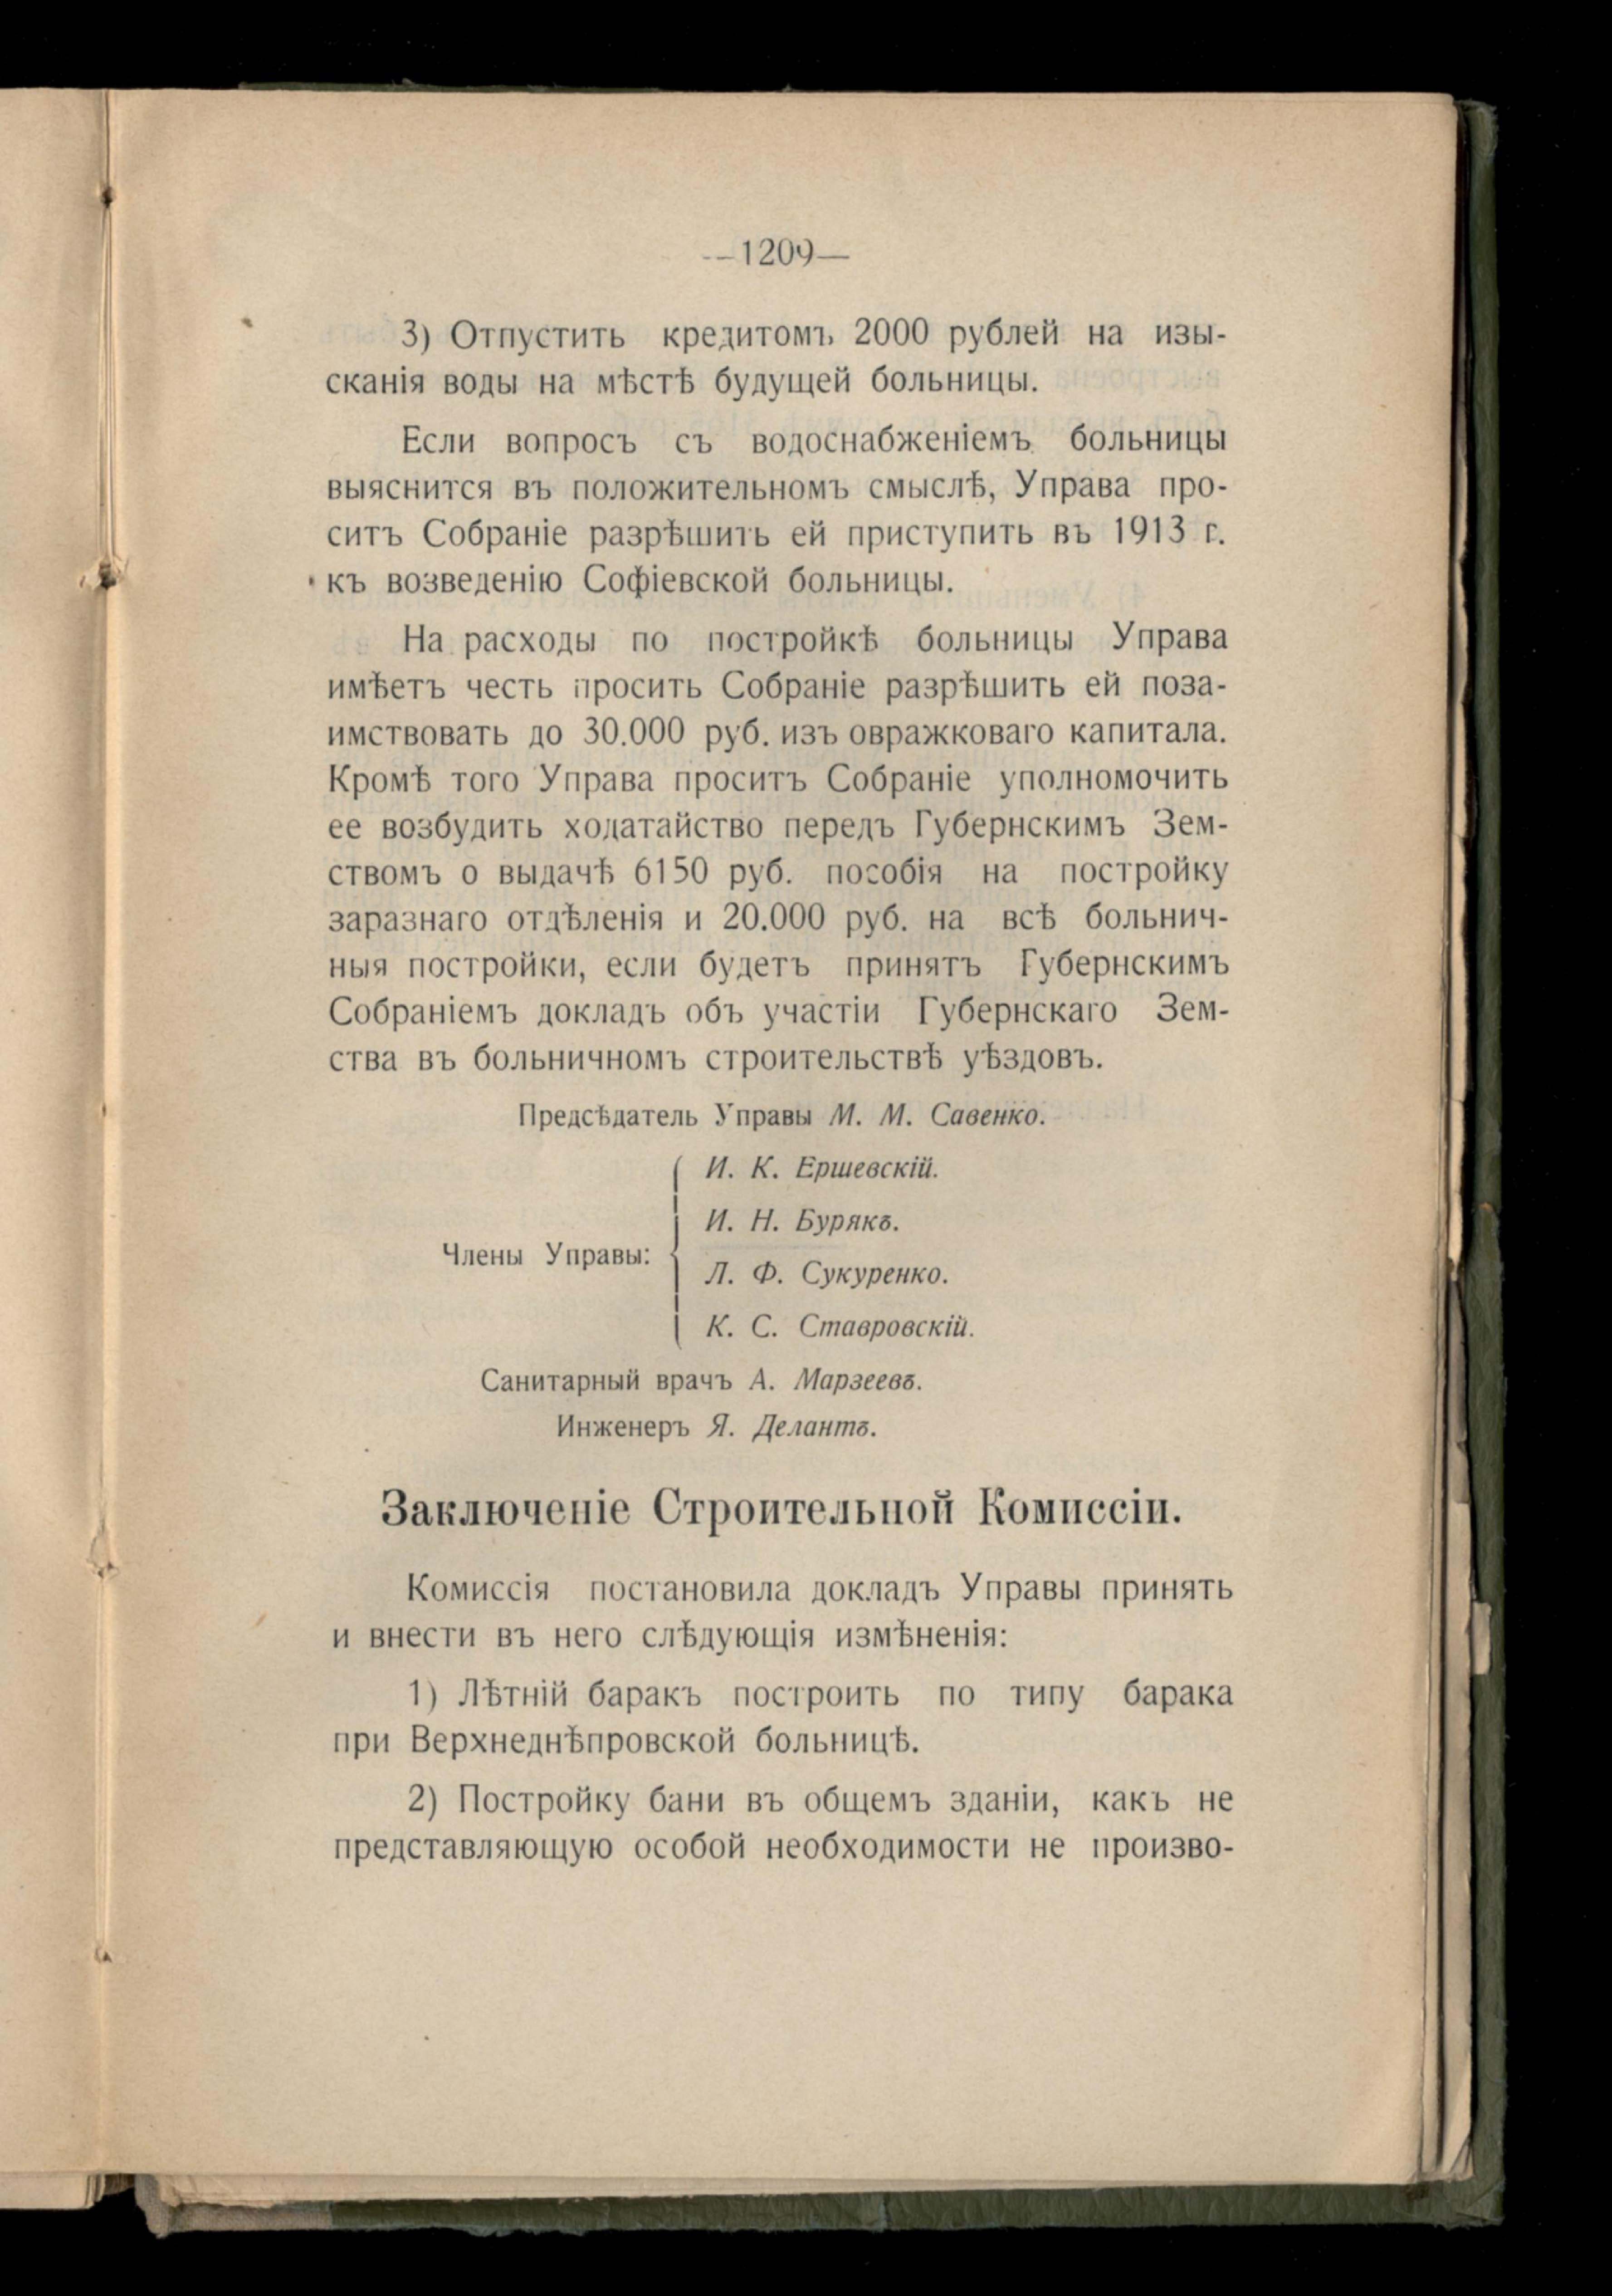 —1209—
3) Отпустить кредитомъ 2000 рублей на изы-
сканія воды на мѣстѣ будущей больницы.
Если вопросъ съ водоснабженіемъ больницы
выяснится въ положительномъ смыслѣ, Управа про-
ситъ Собраніе разрѣшить ей приступить въ 1913 г.
къ возведенію Софіевской больницы.
На расходы по постройкѣ больницы Управа
имѣетъ честь просить Собраніе разрѣшить ей поза-
имствовать до 30.000 руб. изъ овражковаго капитала.
Кромѣ того Управа проситъ Собраніе уполномочить
ее возбудить ходатайство передъ Губернскимъ Зем-
ствомъ о выдачѣ 6150 руб. пособія на постройку
заразнаго отдѣленія и 20.000 руб. на всѣ больнич-
ныя постройки, если будетъ принятъ Губернскимъ
Собраніемъ докладъ объ участіи Губернскаго Зем-
ства въ больничномъ строительствѣ уѣздовъ.
Предсѣдатель Управы М. М. Савенко.
И. К. Ершевскій.
И. Н. Бурякъ.
Члены Управы:
Л. Ф. Сукуренко.
К. С. Ставровскій.
Санитарный врачъ А. Марзеевъ.
Инженеръ Я. Делантъ.
Заключеніе Строительной Комиссіи.
Комиссія постановила докладъ Управы принять
и внести въ него слѣдующія измѣненія:
1) Лѣтній баракъ построить по типу барака
при Верхнеднѣпровской больницѣ.
2) Постройку бани въ общемъ зданіи, какъ не
представляющую особой необходимости не произво-